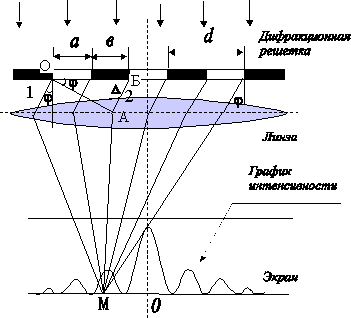 Дифракционная
решетка
а
в
d
О
Б
φ
φ
φ
1
Δ
2
А
Линза
График
интенсивности
Экран
М
0